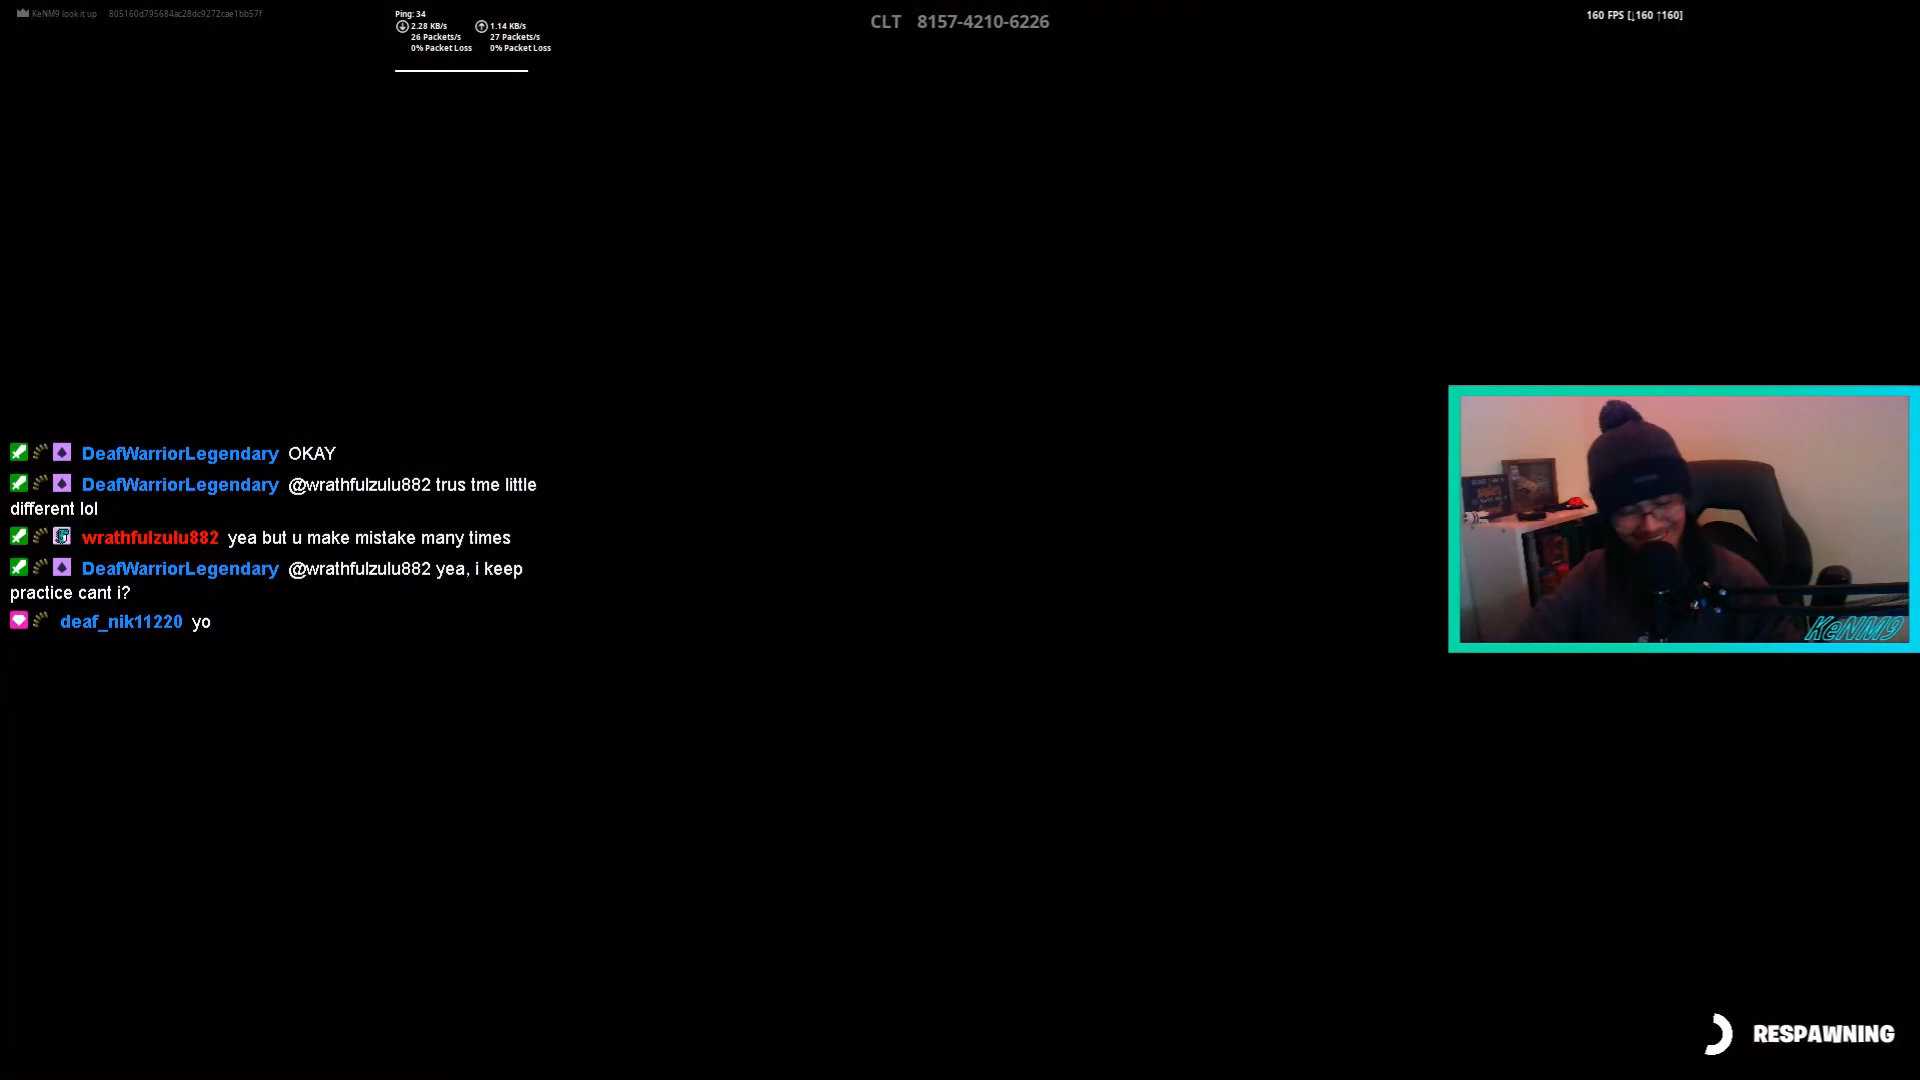 KeNM9 look it up 805160d795684ac28dc9272cae1bb57f
Ping: 34
2.28 KB/s 1.14 KB/s
26 Packets/s 27 Packets/s
0% Packet Loss 0% Packet Loss
CLT 8157-4210-6226
160 FPS [↓160 ↑160]
DeafWarriorLegendary OKAY
DeafWarriorLegendary @wrathfulzulu882 trus tme little
different lol
wrathfulzulu882 yea but u make mistake many times
DeafWarriorLegendary @wrathfulzulu882 yea, i keep
practice cant i?
deaf_nik11220 yo
KeNM9
RESPAWNING